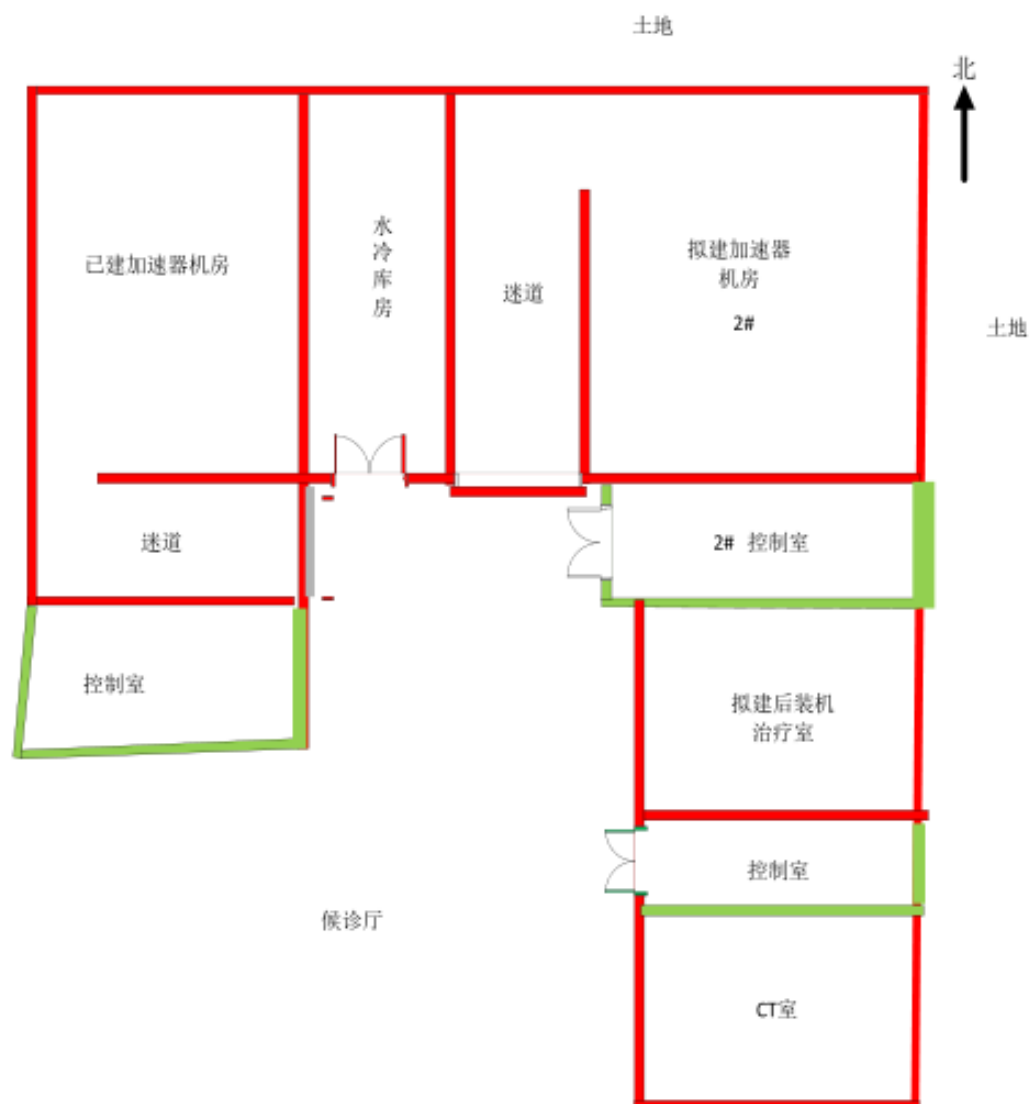 土地
北
已建加速器机房
水
冷
库
房
迷道
拟建加速器
机房
2#
土地
迷道
2# 控制室
控制室
拟建后装机
治疗室
控制室
候诊厅
CT室